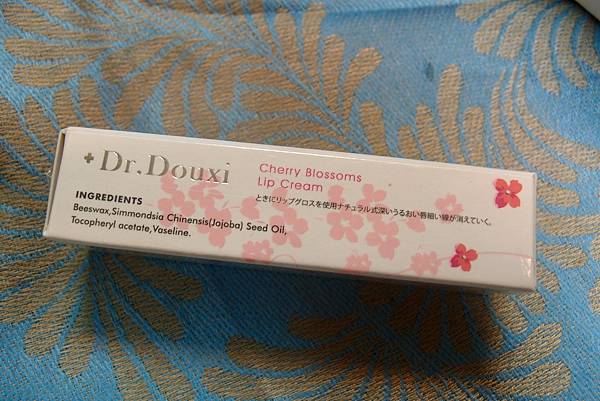 Dr.Douxi
Cherry Blossoms
Lip Cream
ときにリップグロスを使用ナチュラル式深いうるおい唇細い線が消えていく。
INGREDIENTS
Beeswax,Simmondsia Chinensis(Jojoba) Seed Oil,
Tocopheryl acetate,Vaseline.